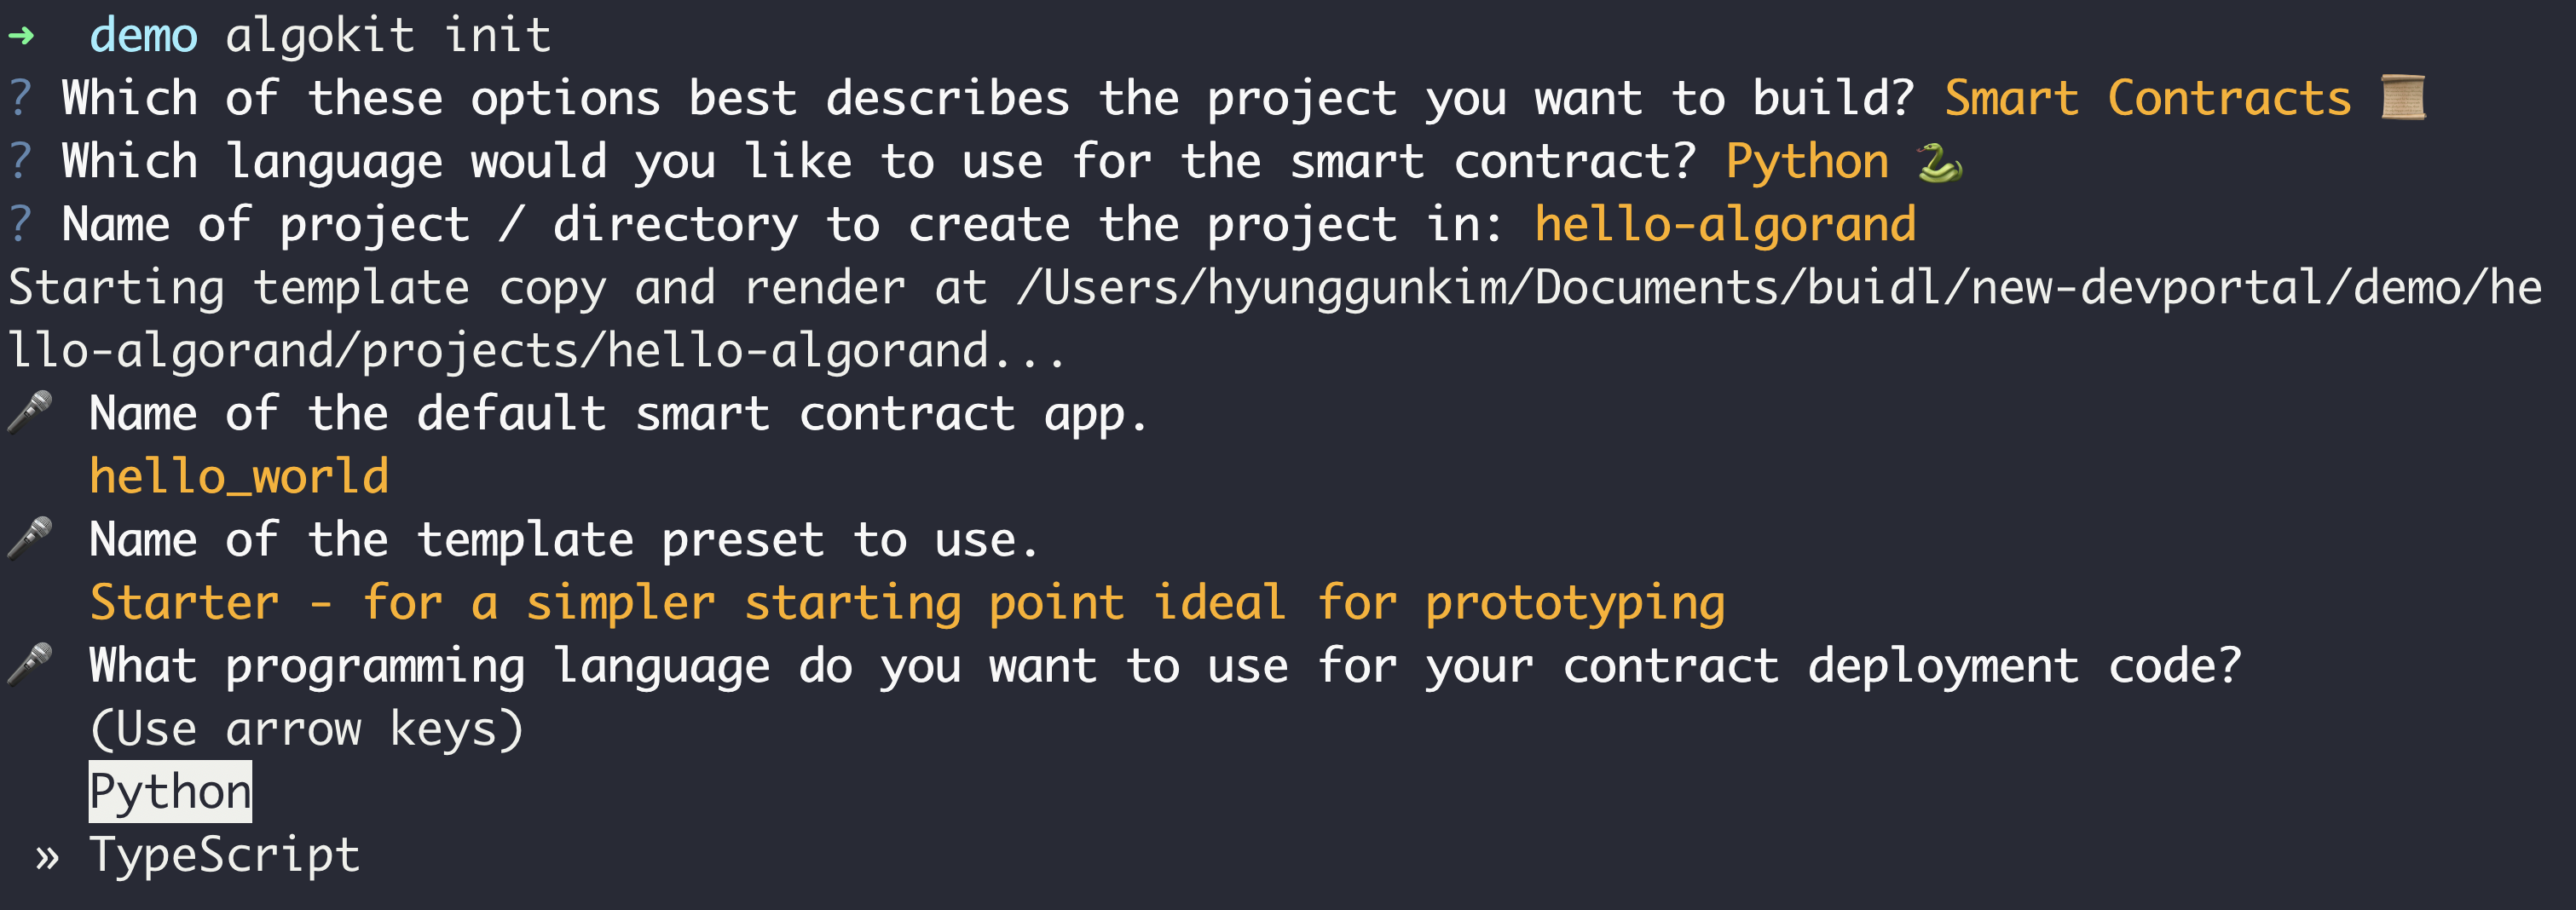 ➜ demo algokit init
? Which of these options best describes the project you want to build? Smart Contracts 📜
? Which language would you like to use for the smart contract? Python 🐍
? Name of project / directory to create the project in: hello-algorand
Starting template copy and render at /Users/hyunggunkim/Documents/buidl/new-devportal/demo/he
llo-algorand/projects/hello-algorand...
🎤 Name of the default smart contract app.
hello_world
🎤 Name of the template preset to use.
Starter - for a simpler starting point ideal for prototyping
🎤 What programming language do you want to use for your contract deployment code?
(Use arrow keys)
Python
» TypeScript